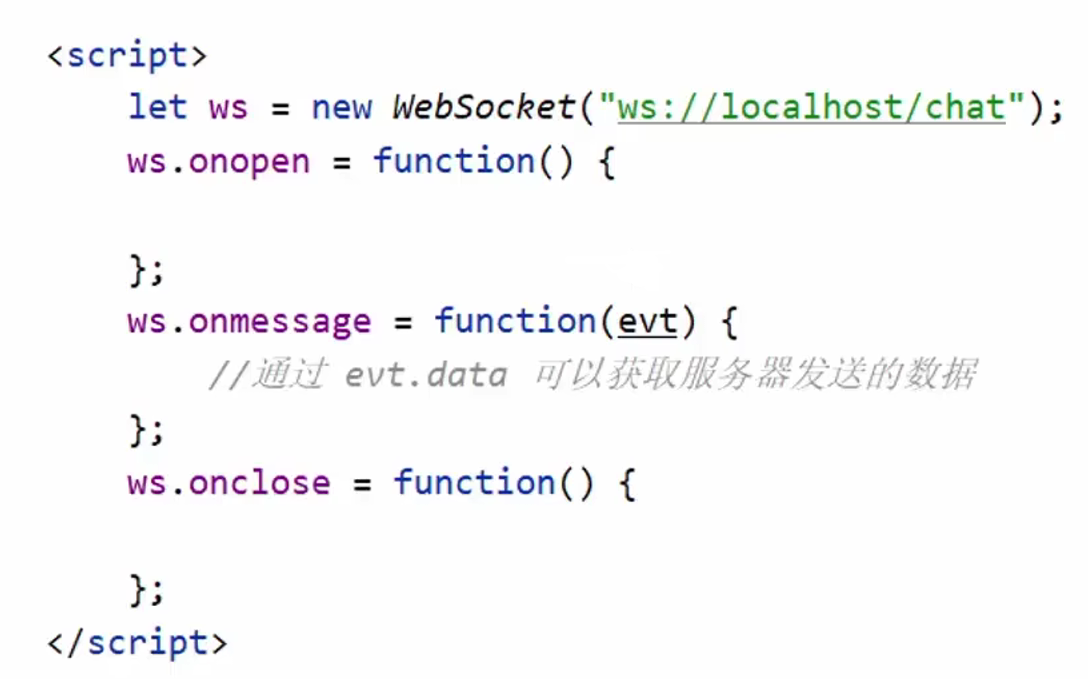 <script>
let ws = new WebSocket("ws://localhost/chat");
ws.onopen = function() {
};
ws.onmessage = function(evt) {
//通过 evt.data 可以获取服务器发送的数据
};
ws.onclose = function() {
};
</script>